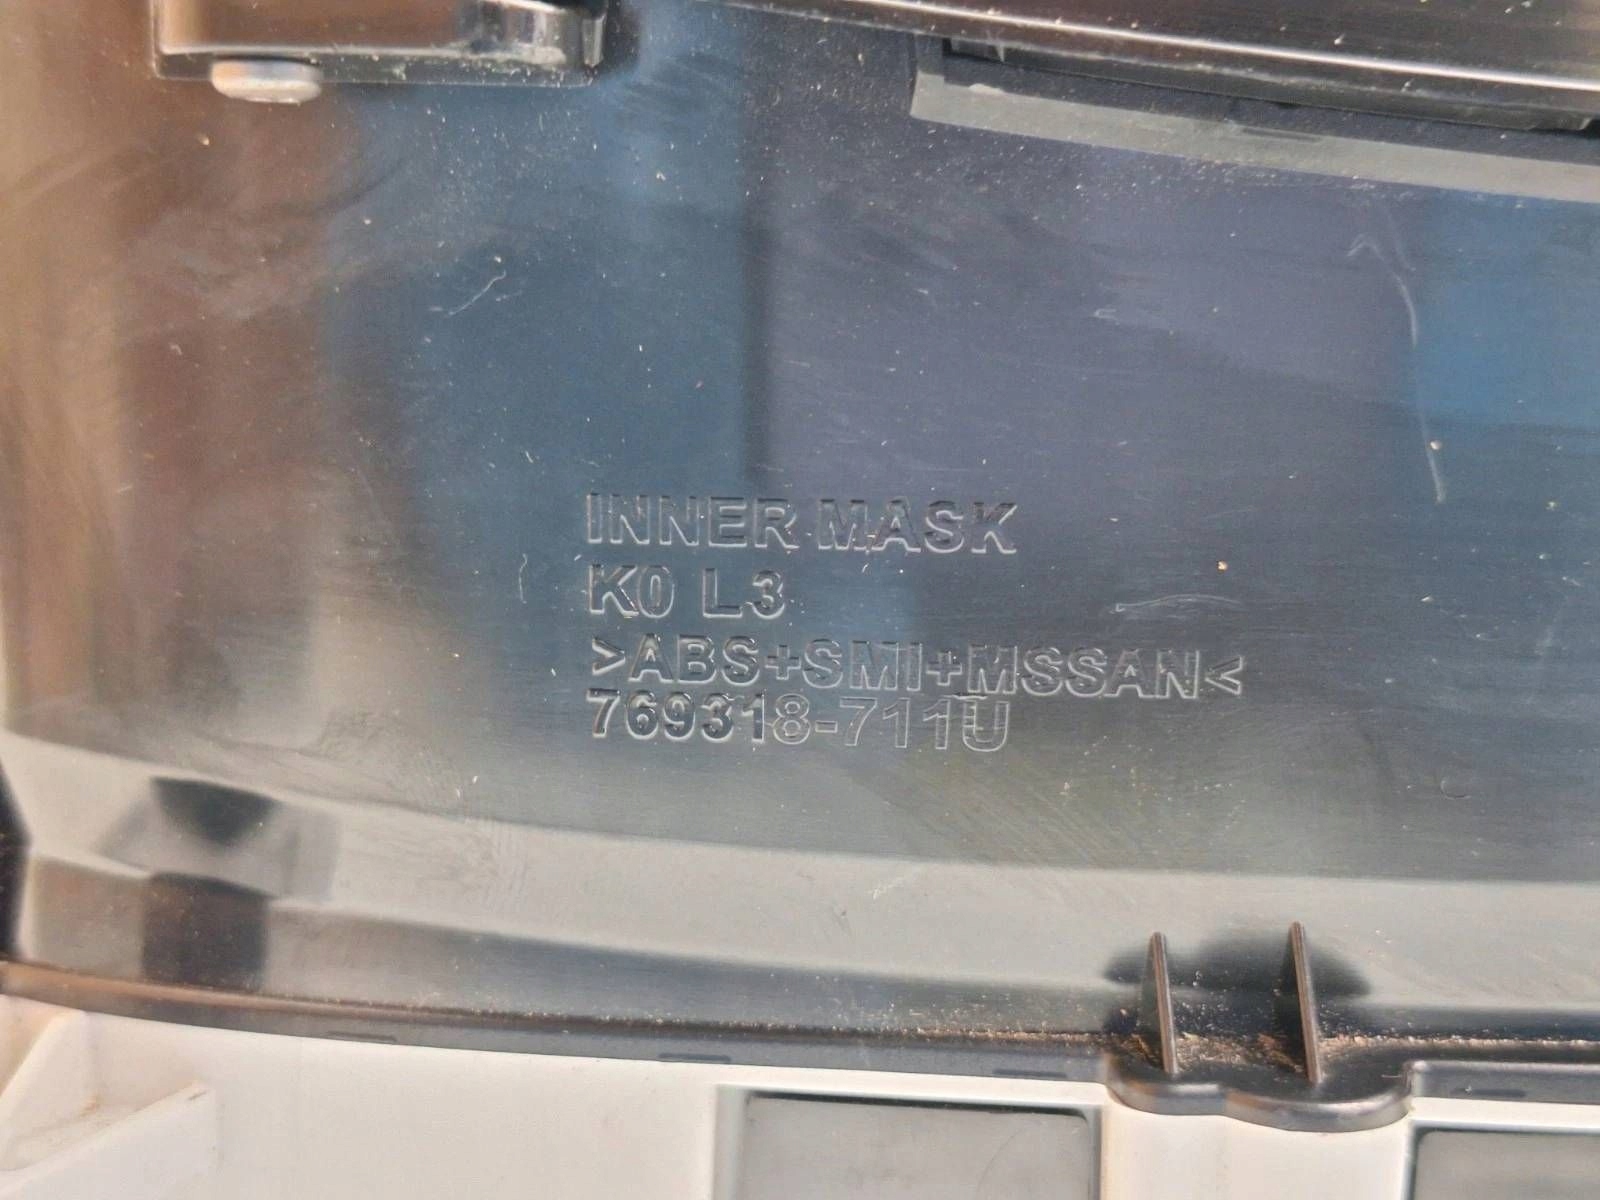 INNER MASK
K0 L3
>ABS+SMI+MSSAN<
769318-711U